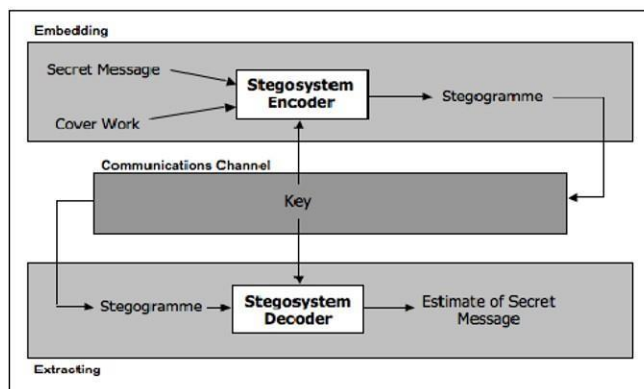 Embedding
Secret Message
Stegosystem
Encoder
Stegogramme
Cover Work
Communications Channel
Key
Stegogramme
Stegosystem
Decoder
Estimate of Secret
Message
Extracting